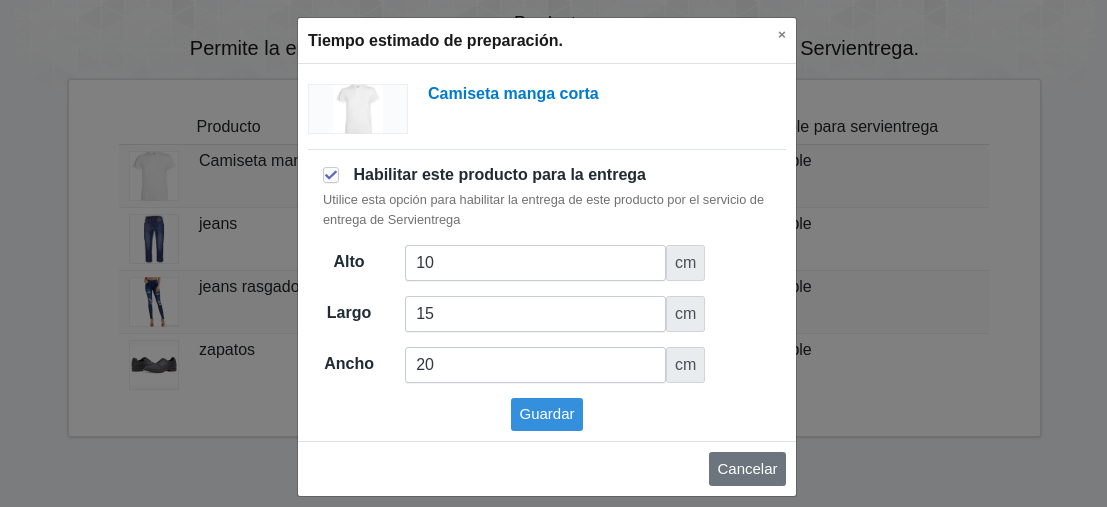 Tiempo estimado de preparación.
×
Permite la e
Servientrega.
Camiseta manga corta
Producto
le para servientrega
Camiseta mar
ble
Habilitar este producto para la entrega
Utilice esta opción para habilitar la entrega de este producto por el servicio de
entrega de Servientrega
jeans
ble
Alto 10 cm
jeans rasgado
ble
Largo 15 cm
zapatos
ble
Ancho 20 cm
Guardar
Cancelar